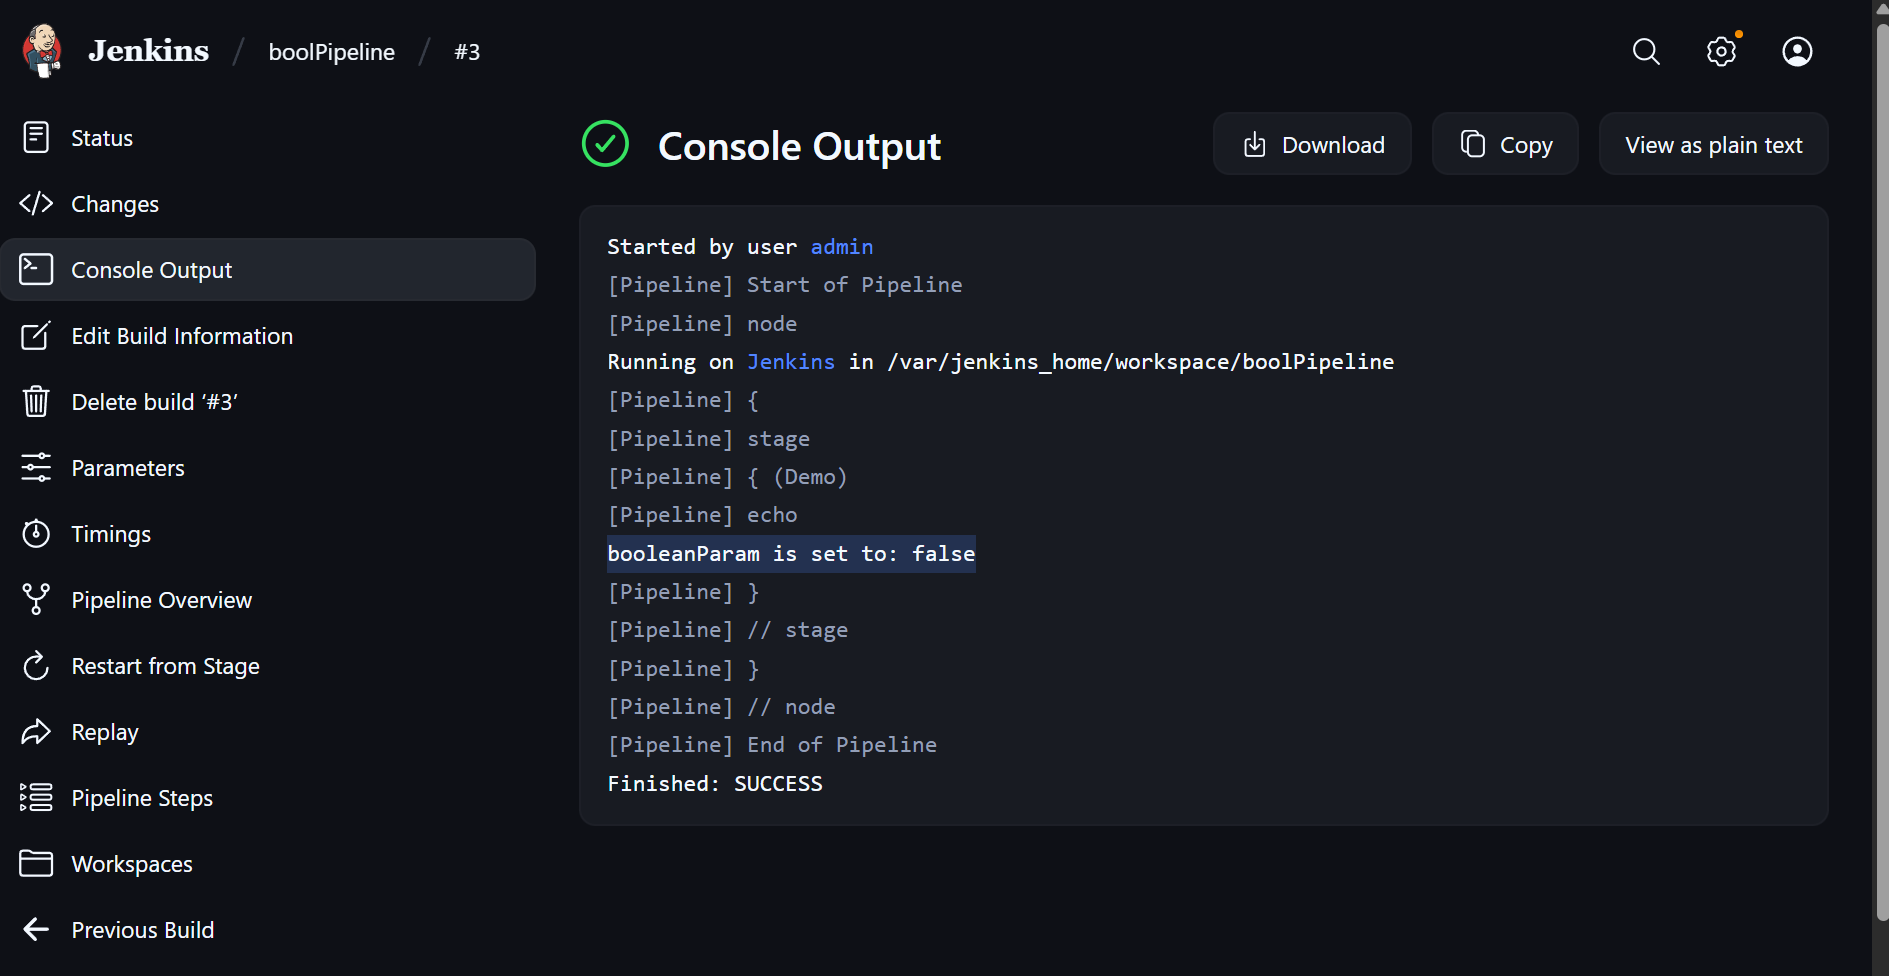 Jenkins / boolPipeline / #3
Status
Changes
Console Output
Edit Build Information
Delete build ‘#3’
Parameters
Timings
Pipeline Overview
Restart from Stage
Replay
Pipeline Steps
Workspaces
Previous Build
Console Output
Download
Copy
View as plain text
Started by user admin
[Pipeline] Start of Pipeline
[Pipeline] node
Running on Jenkins in /var/jenkins_home/workspace/boolPipeline
[Pipeline] {
[Pipeline] stage
[Pipeline] { (Demo)
[Pipeline] echo
booleanParam is set to: false
[Pipeline] }
[Pipeline] // stage
[Pipeline] }
[Pipeline] // node
[Pipeline] End of Pipeline
Finished: SUCCESS